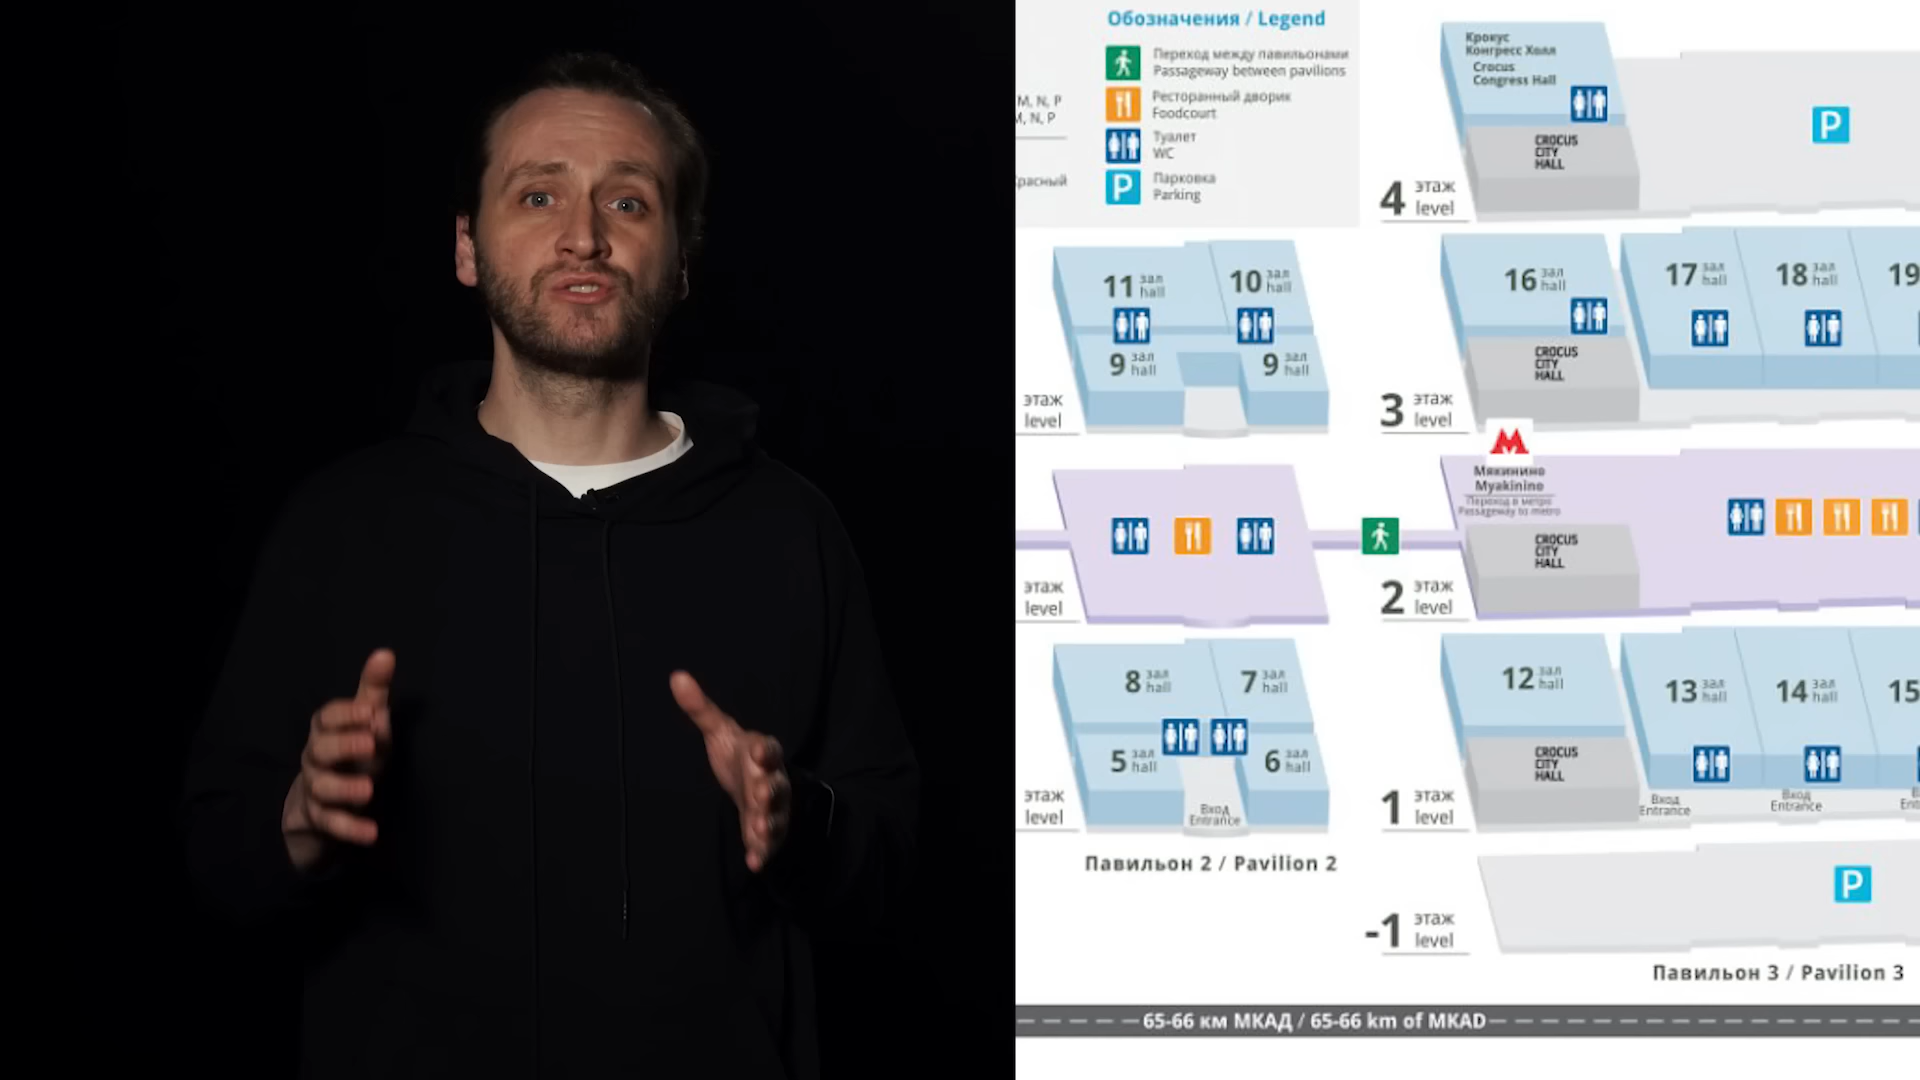 Обозначения / Legend
Переход между павильонами
Passageway between pavilions
Ресторанный дворик
Foodcourt
Туалет
WC
P
Парковка
Parking
M, N, P
M, N, P
Красный
Крокус
Конгресс Холл
Crocus
Congress Hall
CROCUS
CITY
HALL
P
4 этаж
level
11 зал
hall
10 зал
hall
9 зал
hall
9 зал
hall
этаж
level
16 зал
hall
17 зал
hall
18 зал
hall
19
CROCUS
CITY
HALL
3 этаж
level
М
Мякинино
Myakinino
Переход в метро
Passageway to metro
CROCUS
CITY
HALL
этаж
level
2 этаж
level
8 зал
hall
7 зал
hall
5 зал
hall
6 зал
hall
Вход
Entrance
этаж
level
Павильон 2 / Pavilion 2
12 зал
hall
13 зал
hall
14 зал
hall
15
CROCUS
CITY
HALL
Вход
Entrance
Вход
Entrance
1 этаж
level
P
-1 этаж
level
Павильон 3 / Pavilion 3
65-66 км МКАД / 65-66 km of MKAD